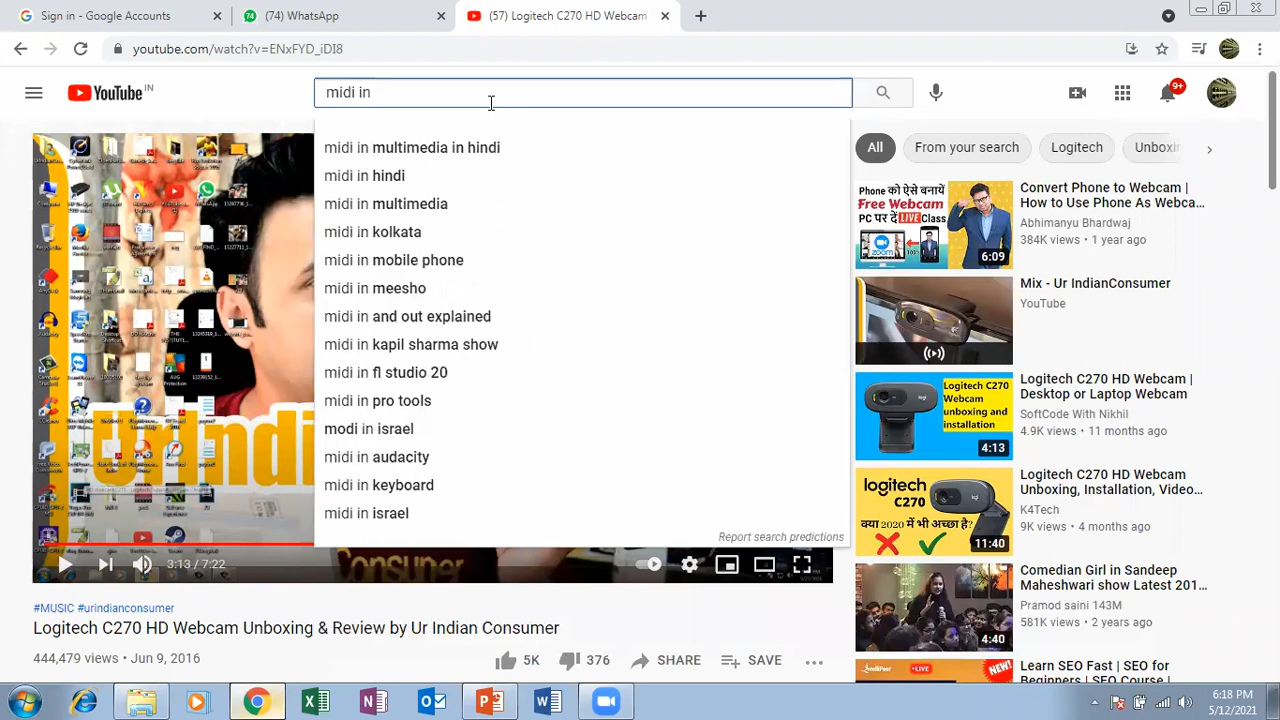 Sign in - Google Accounts
(74) WhatsApp
(57) Logitech C270 HD Webcam
youtube.com/watch?v=ENxFYD_iDI8
YouTube IN
midi in
9+
midi in multimedia in hindi
midi in hindi
midi in multimedia
midi in kolkata
midi in mobile phone
midi in meesho
midi in and out explained
midi in kapil sharma show
midi in fl studio 20
midi in pro tools
modi in israel
midi in audacity
midi in keyboard
midi in israel
Report search predictions
Ur Indi
3:13 / 7:22
#MUSIC #urindianconsumer
Logitech C270 HD Webcam Unboxing & Review by Ur Indian Consumer
444,479 views • Jun 9, 2016
5K
376
SHARE
SAVE
All
From your search
Logitech
Unboxi
Phone को ऐसे बनायें
Free Webcam
PC पर दें LIVE Class
zoom
6:09
Convert Phone to Webcam |
How to Use Phone As Webca...
Abhimanyu Bhardwaj
384K views • 1 year ago
Mix - Ur IndianConsumer
YouTube
Logitech C270
Webcam
unboxing and
installation
4:13
Logitech C270 HD Webcam |
Desktop or Laptop Webcam
SoftCode With Nikhil
4.9K views • 11 months ago
logitech
C270
क्या 2020 में भी अच्छा है?
11:40
Logitech C270 HD Webcam
Unboxing, Installation, Video...
K4Tech
9K views • 4 months ago
4:40
Comedian Girl in Sandeep
Maheshwari show Latest 201...
Pramod saini 143M
581K views • 2 years ago
LIVE
NEW!
Learn SEO Fast | SEO for
Beginners | SEO Course |
6:18 PM
5/12/2021